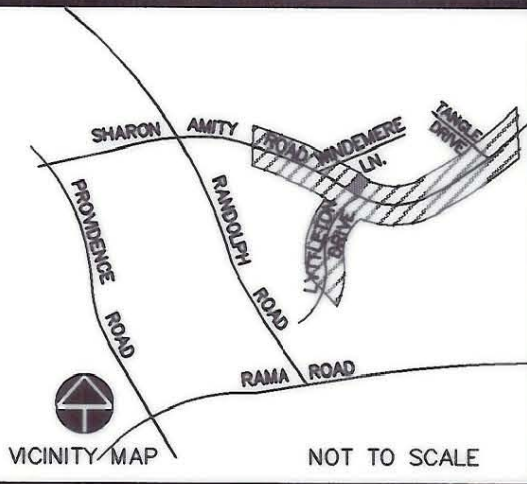 SHARON AMITY ROAD
WINDEMERE
LN.
TANGLE
DRIVE
PROVIDENCE
ROAD
RANDOLPH
ROAD
LYTTLETON
DRIVE
RAMA ROAD
VICINITY MAP
NOT TO SCALE